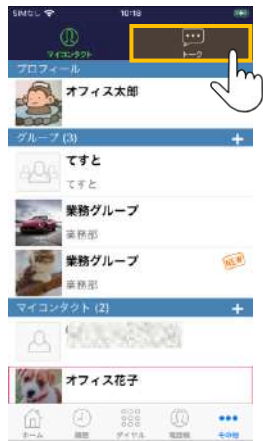 SIMなし 10:18
マイコンタクト トーク
プロフィール
オフィス太郎
グループ (3) +
てすと
てすと
業務グループ
業務部
業務グループ
NEW!
業務部
マイコンタクト (2) +
オフィス花子
ホーム 履歴 ダイヤル 電話帳 その他